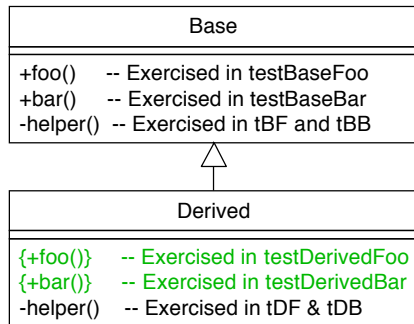 Base
+foo() -- Exercised in testBaseFoo
+bar() -- Exercised in testBaseBar
-helper() -- Exercised in tBF and tBB
Derived
{+foo()} -- Exercised in testDerivedFoo
{+bar()} -- Exercised in testDerivedBar
-helper() -- Exercised in tDF & tDB